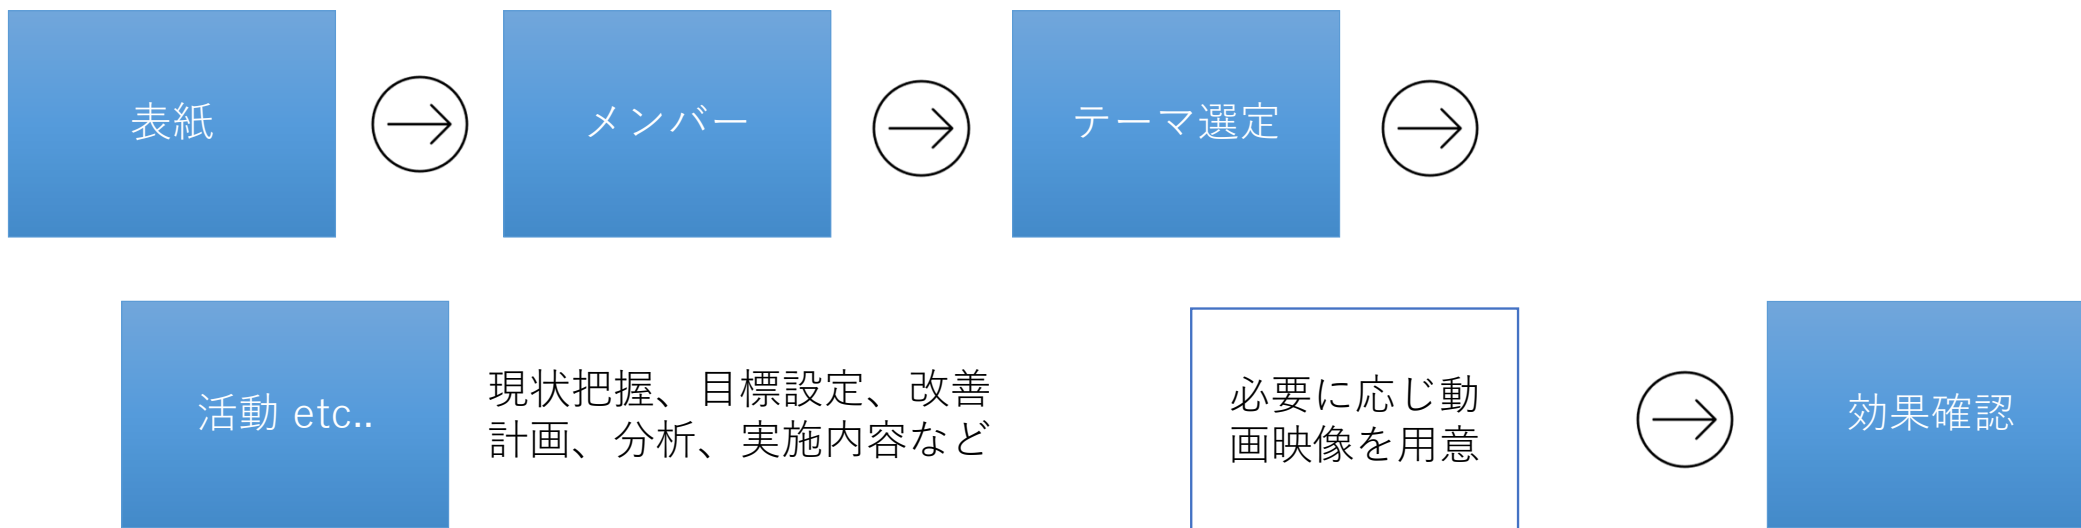 表紙
メンバー
テーマ選定
活動 etc..
現状把握、目標設定、改善
計画、分析、実施内容など
必要に応じ動
画映像を用意
効果確認